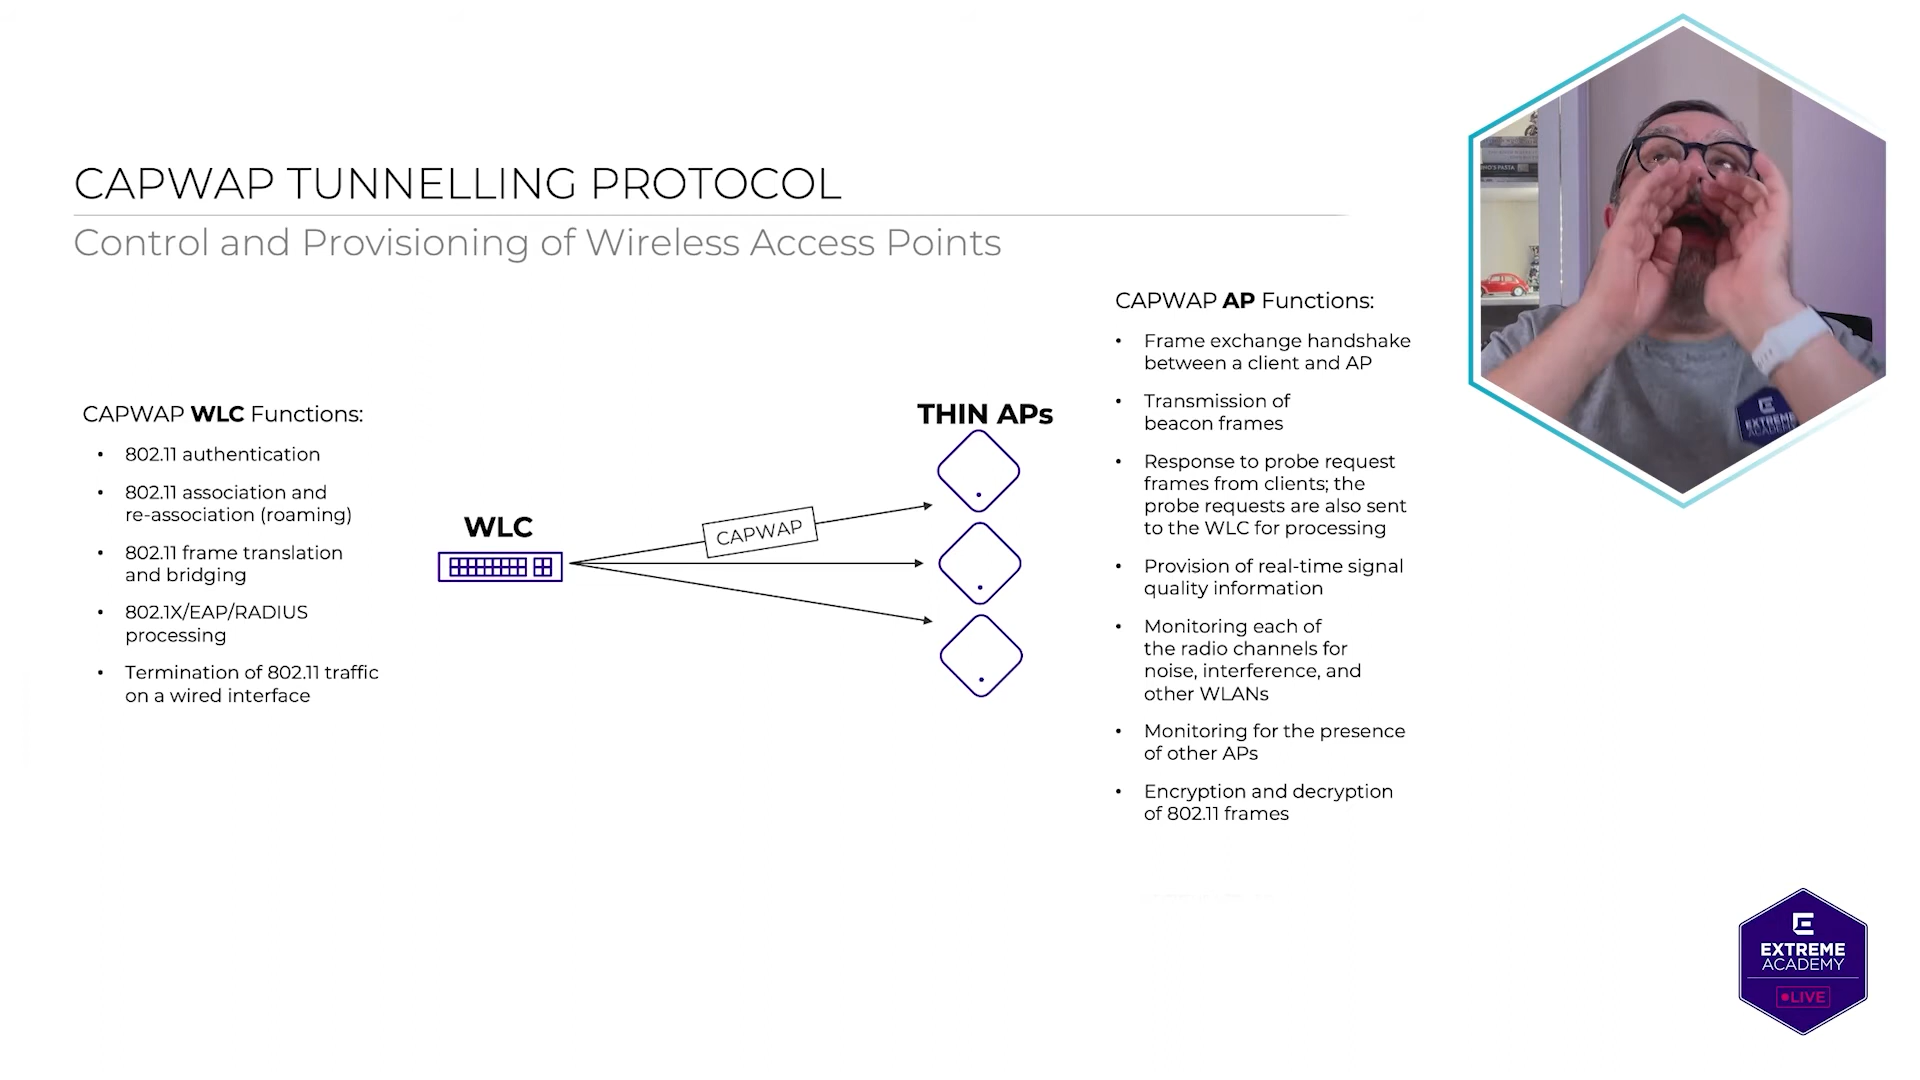 CAPWAP TUNNELLING PROTOCOL
Control and Provisioning of Wireless Access Points
CAPWAP WLC Functions:
• 802.11 authentication
• 802.11 association and
re-association (roaming)
• 802.11 frame translation
and bridging
• 802.1X/EAP/RADIUS
processing
• Termination of 802.11 traffic
on a wired interface
WLC
CAPWAP
THIN APs
CAPWAP AP Functions:
• Frame exchange handshake
between a client and AP
• Transmission of
beacon frames
• Response to probe request
frames from clients; the
probe requests are also sent
to the WLC for processing
• Provision of real-time signal
quality information
• Monitoring each of
the radio channels for
noise, interference, and
other WLANs
• Monitoring for the presence
of other APs
• Encryption and decryption
of 802.11 frames
EXTREME
ACADEMY
EXTREME
ACADEMY
LIVE